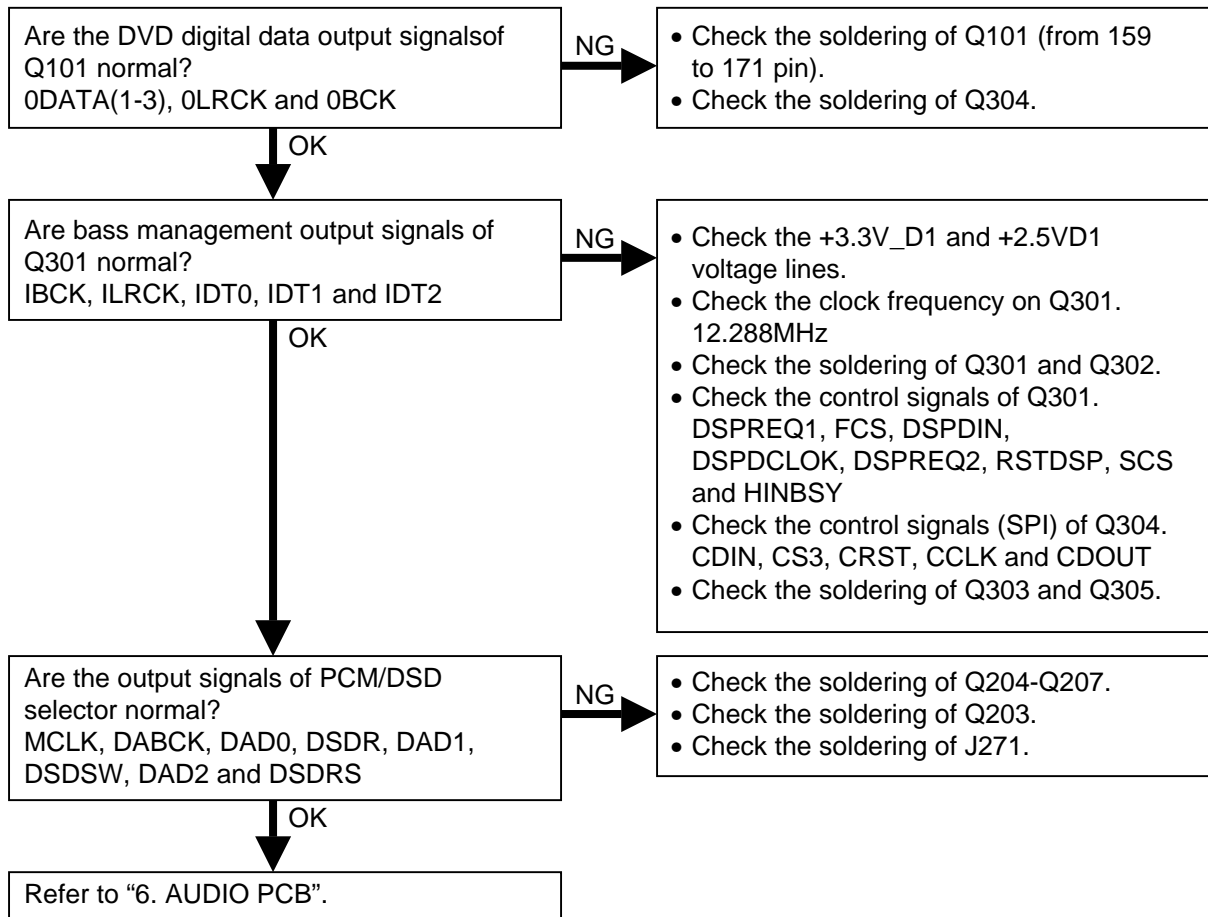 Are the DVD digital data output signalsof
Q101 normal?
0DATA(1-3), 0LRCK and 0BCK
NG
• Check the soldering of Q101 (from 159
to 171 pin).
• Check the soldering of Q304.
OK
Are bass management output signals of
Q301 normal?
IBCK, ILRCK, IDT0, IDT1 and IDT2
NG
• Check the +3.3V_D1 and +2.5VD1
voltage lines.
• Check the clock frequency on Q301.
12.288MHz
• Check the soldering of Q301 and Q302.
• Check the control signals of Q301.
DSPREQ1, FCS, DSPDIN,
DSPDCLOK, DSPREQ2, RSTDSP, SCS
and HINBSY
• Check the control signals (SPI) of Q304.
CDIN, CS3, CRST, CCLK and CDOUT
• Check the soldering of Q303 and Q305.
OK
Are the output signals of PCM/DSD
selector normal?
MCLK, DABCK, DAD0, DSDR, DAD1,
DSDSW, DAD2 and DSDRS
NG
• Check the soldering of Q204-Q207.
• Check the soldering of Q203.
• Check the soldering of J271.
OK
Refer to “6. AUDIO PCB”.